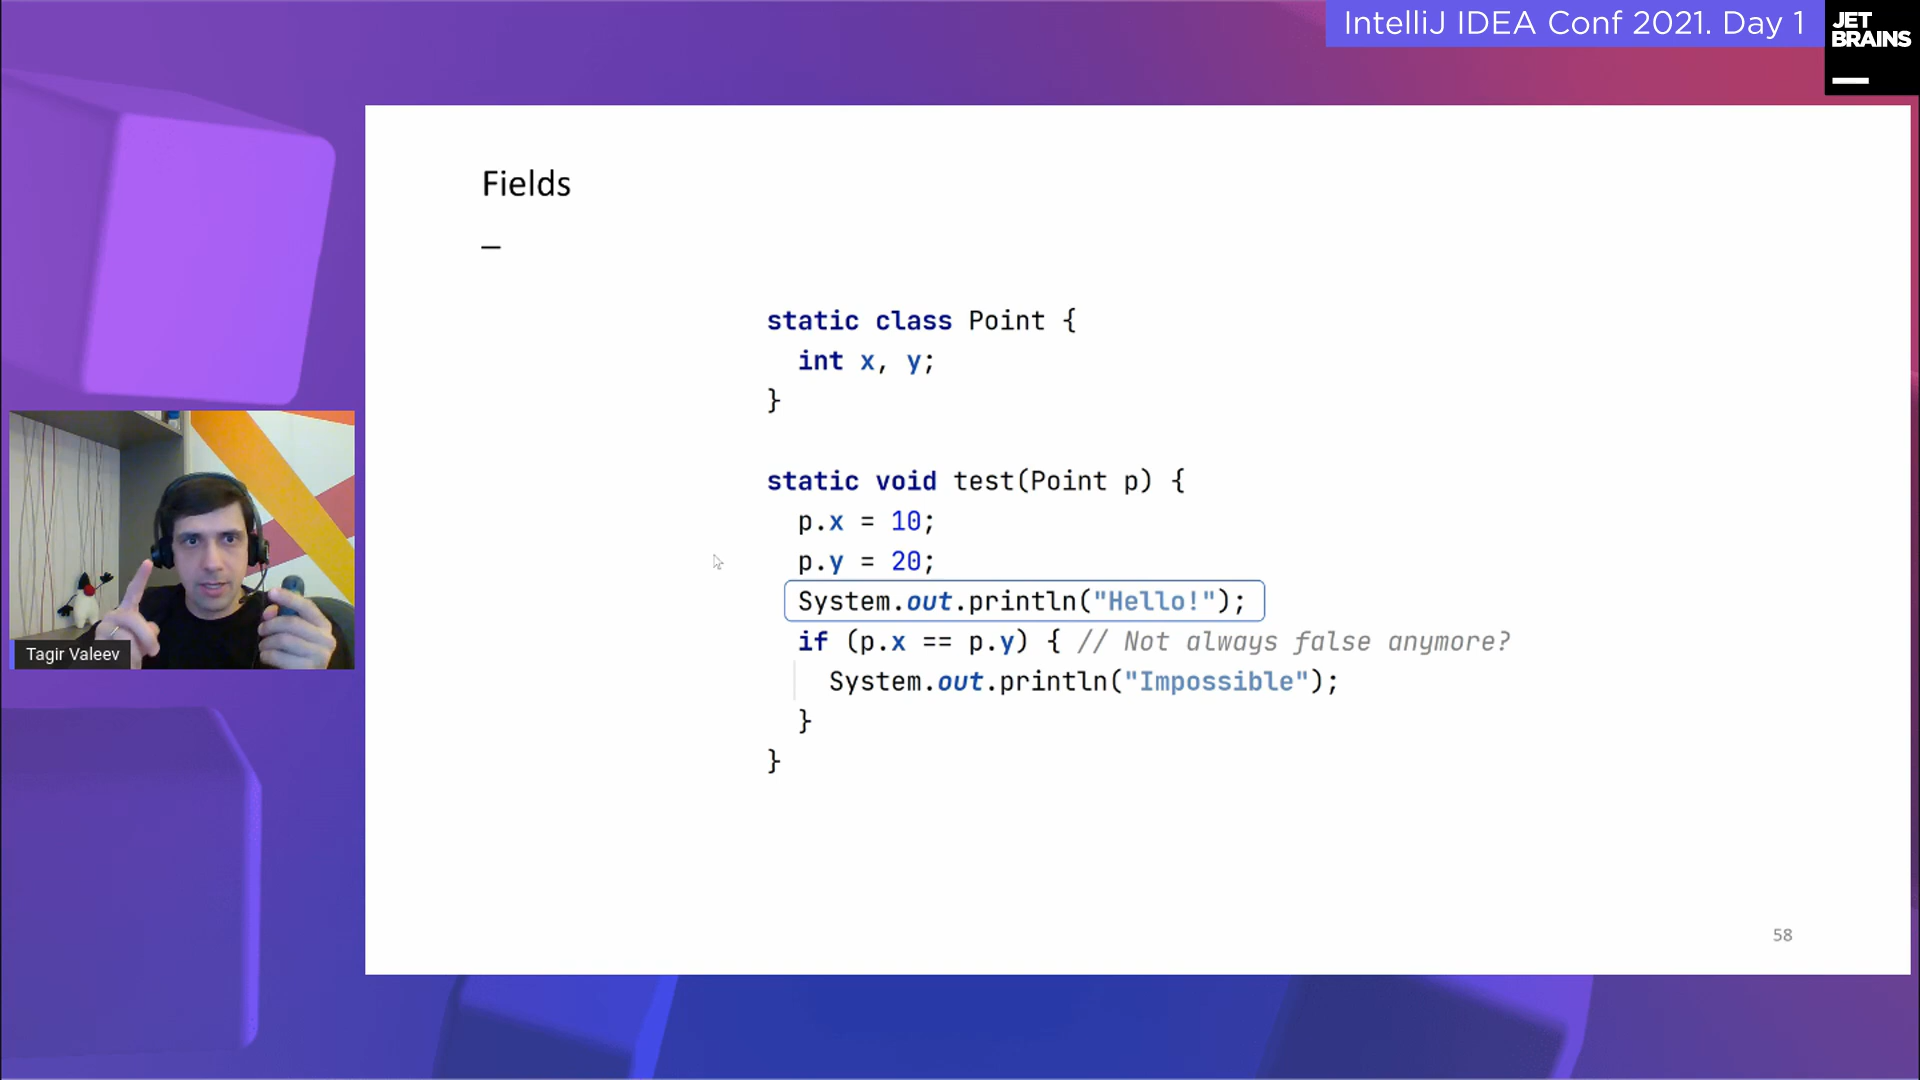 IntelliJ IDEA Conf 2021. Day 1
JET
BRAINS
Fields
static class Point {
  int x, y;
}
static void test(Point p) {
  p.x = 10;
  p.y = 20;
  System.out.println("Hello!");
  if (p.x == p.y) { // Not always false anymore?
    System.out.println("Impossible");
  }
}
Tagir Valeev
58